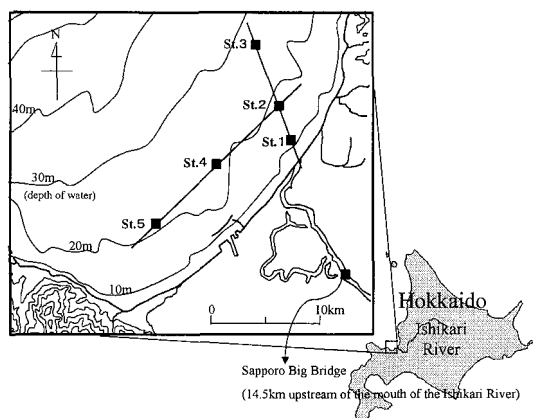 N
St.3
St.2
St.1
St.4
St.5
40m
30m
(depth of water)
20m
10m
0 10km
Hokkaido
Ishikari
River
Sapporo Big Bridge
(14.5km upstream of the mouth of the Ishikari River)